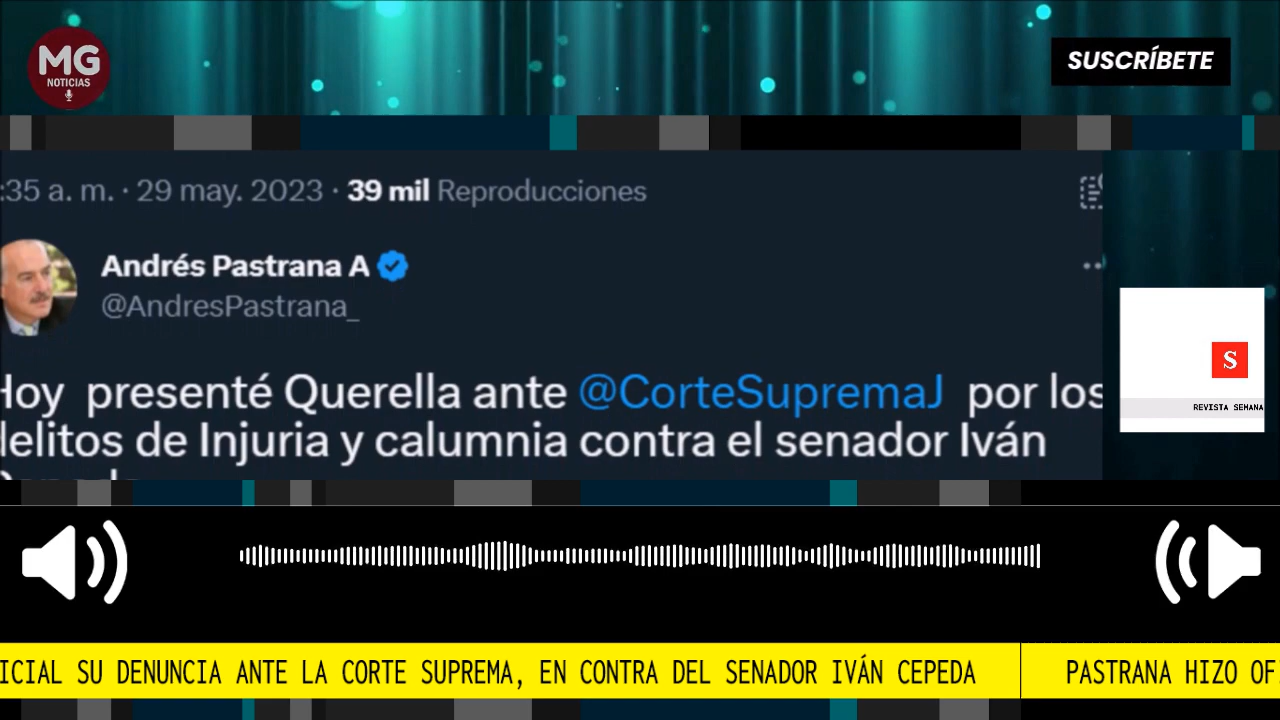 MG
NOTICIAS
SUSCRÍBETE
:35 a. m. · 29 may. 2023 · 39 mil Reproducciones
Andrés Pastrana A
@AndresPastrana_
Hoy presenté Querella ante @CorteSupremaJ por los
delitos de Injuria y calumnia contra el senador Iván
S
REVISTA SEMANA
ICIAL SU DENUNCIA ANTE LA CORTE SUPREMA, EN CONTRA DEL SENADOR IVÁN CEPEDA
PASTRANA HIZO OF